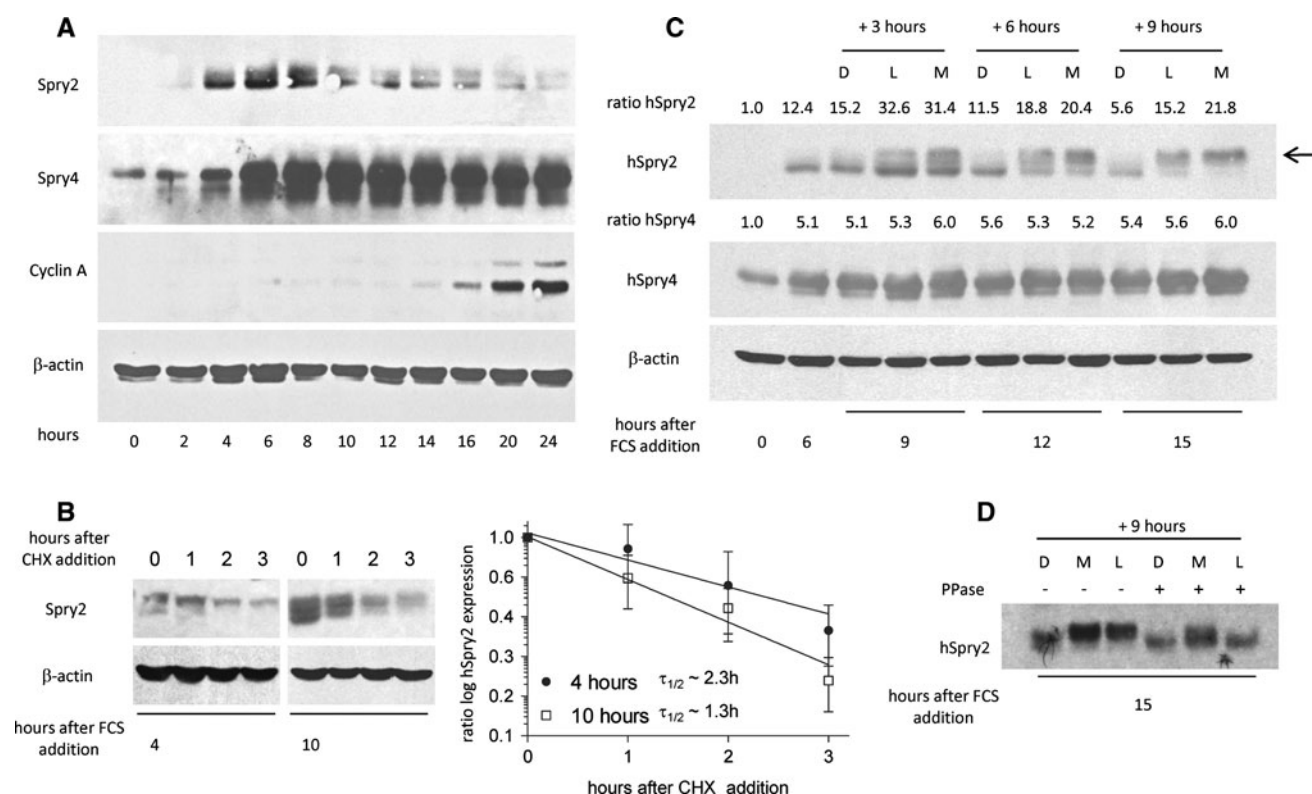 A
Spry2
Spry4
Cyclin A
β-actin
hours
0 2 4 6 8 10 12 14 16 20 24
B
hours after
CHX addition
0 1 2 3 0 1 2 3
Spry2
β-actin
hours after FCS
addition
4 10
ratio log hSpry2 expression
1.0
0.6
0.4
0.2
0.1
4 hours τ1/2 ~ 2.3h
10 hours τ1/2 ~ 1.3h
0 1 2 3
hours after CHX addition
C
+ 3 hours + 6 hours + 9 hours
D L M D L M D L M
ratio hSpry2 1.0 12.4 15.2 32.6 31.4 11.5 18.8 20.4 5.6 15.2 21.8
hSpry2
ratio hSpry4 1.0 5.1 5.1 5.3 6.0 5.6 5.3 5.2 5.4 5.6 6.0
hSpry4
β-actin
hours after
FCS addition
0 6 9 12 15
D
+ 9 hours
D M L D M L
PPase - - - + + +
hSpry2
hours after FCS
addition
15